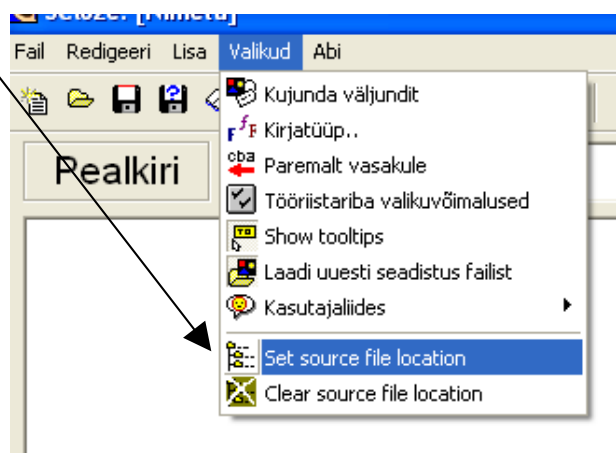 Fail Redigeeri Lisa Valikud Abi
Pealkiri
Kujunda väljundit
Kirjatüüp..
Paremalt vasakule
Tööriistariba valikuvõimalused
Show tooltips
Laadi uuesti seadistus failist
Kasutajaliides
Set source file location
Clear source file location